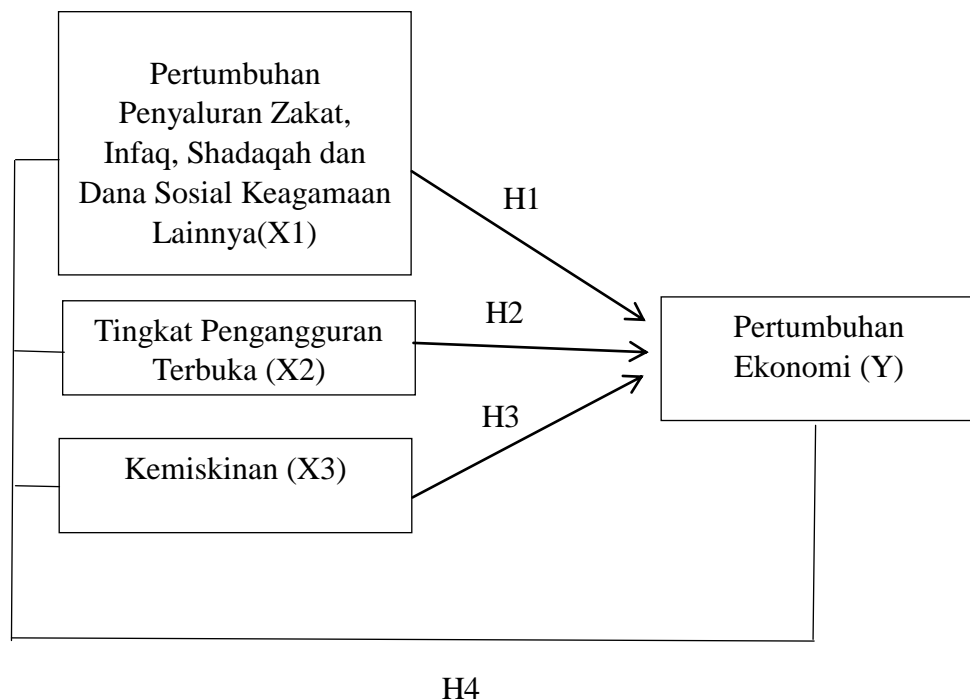 Pertumbuhan
Penyaluran Zakat,
Infaq, Shadaqah dan
Dana Sosial Keagamaan
Lainnya(X1)
H1
Tingkat Pengangguran
Terbuka (X2)
H2
Pertumbuhan
Ekonomi (Y)
H3
Kemiskinan (X3)
H4